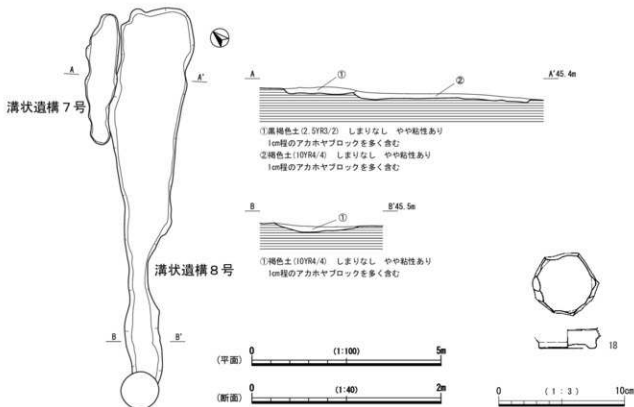 A A'
溝状遺構7号
溝状遺構8号
B B'
A ① ② A'45.4m
①黒褐色土(2.5YR3/2) しまりなし やや粘性あり
1cm程のアカホヤブロックを多く含む
②褐色土(10YR4/4) しまりなし やや粘性あり
1cm程のアカホヤブロックを多く含む
B ① B'45.5m
①褐色土(10YR4/4) しまりなし やや粘性あり
1cm程のアカホヤブロックを多く含む
18
(平面) 0 (1:100) 5m
(断面) 0 (1:40) 2m
0 (1:3) 10cm